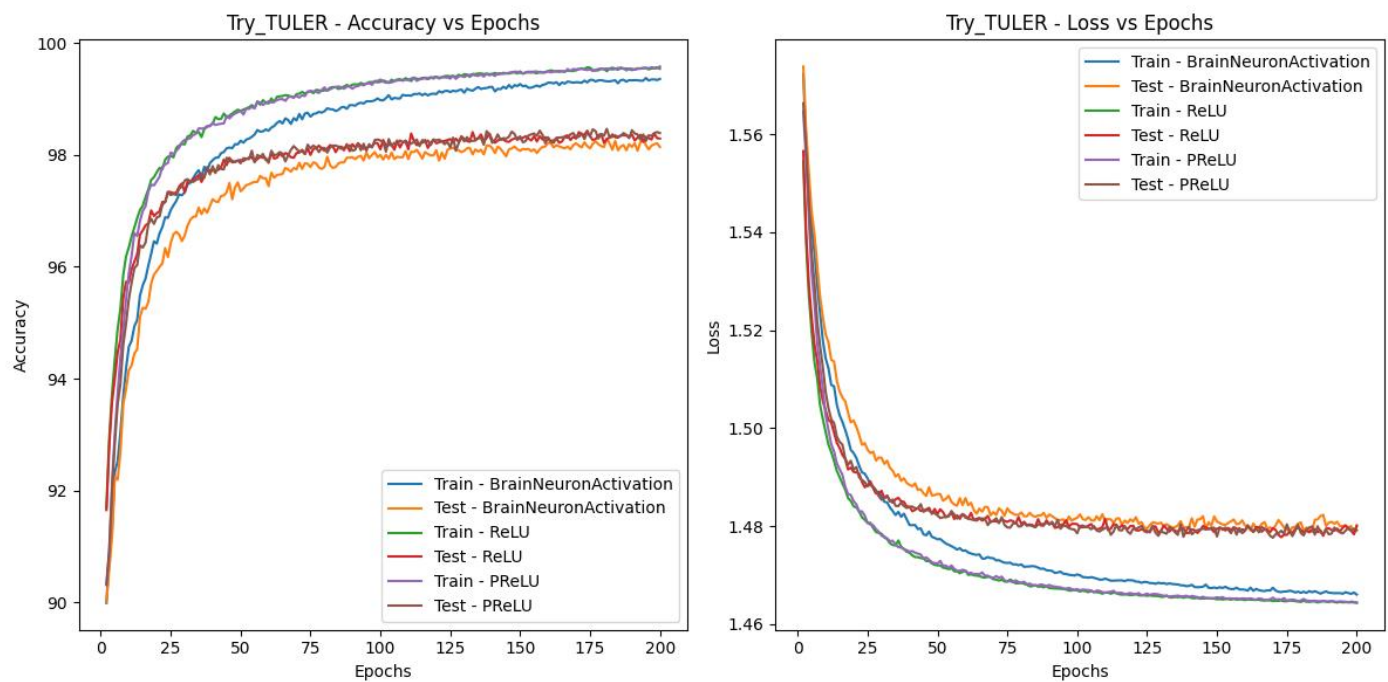 Try_TULER - Accuracy vs Epochs
100
98
96
94
92
90
Accuracy
0 25 50 75 100 125 150 175 200
Epochs
Train - BrainNeuronActivation
Test - BrainNeuronActivation
Train - ReLU
Test - ReLU
Train - PReLU
Test - PReLU
Try_TULER - Loss vs Epochs
1.56
1.54
1.52
1.50
1.48
1.46
Loss
0 25 50 75 100 125 150 175 200
Epochs
Train - BrainNeuronActivation
Test - BrainNeuronActivation
Train - ReLU
Test - ReLU
Train - PReLU
Test - PReLU